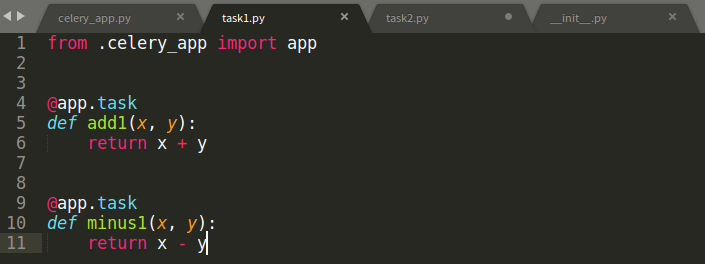 celery_app.py × task1.py × task2.py __init__.py ×
1 from .celery_app import app
2
3
4 @app.task
5 def add1(x, y):
6     return x + y
7
8
9 @app.task
10 def minus1(x, y):
11     return x - y